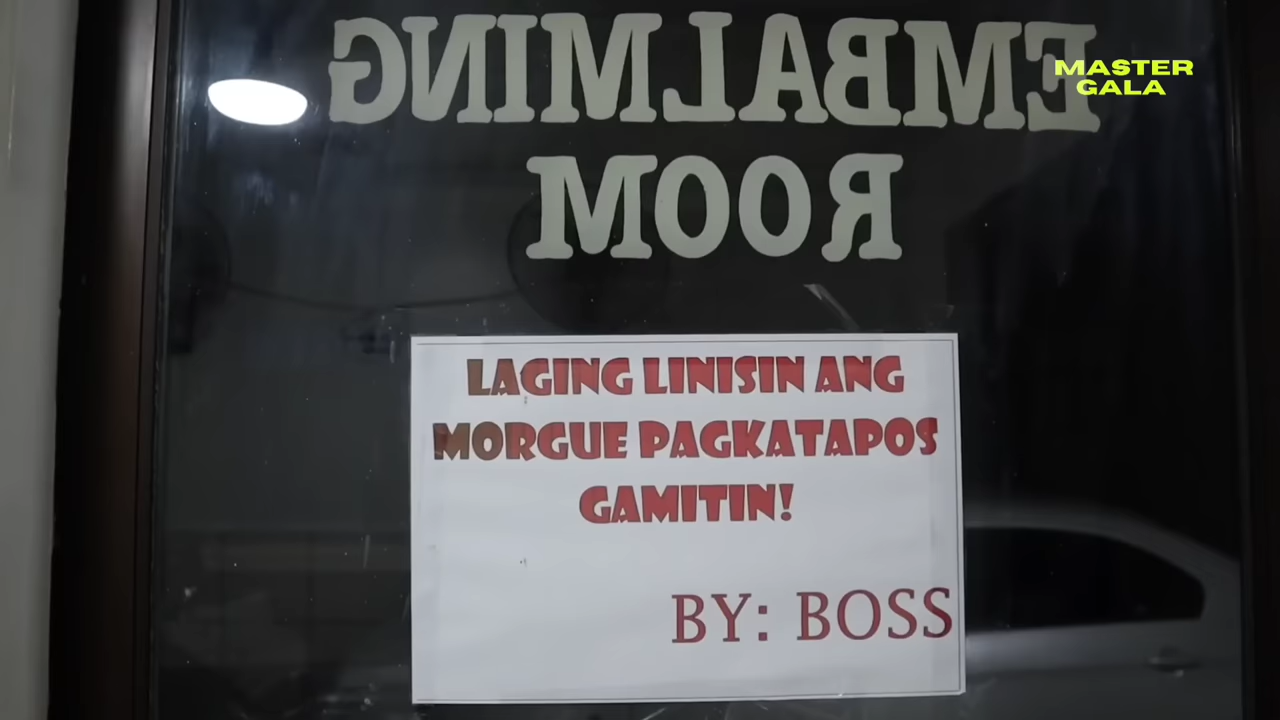 EMBALMING
ROOM
MASTER
GALA
LAGING LINISIN ANG
MORGUE PAGKATAPOS
GAMITIN!
BY: BOSS